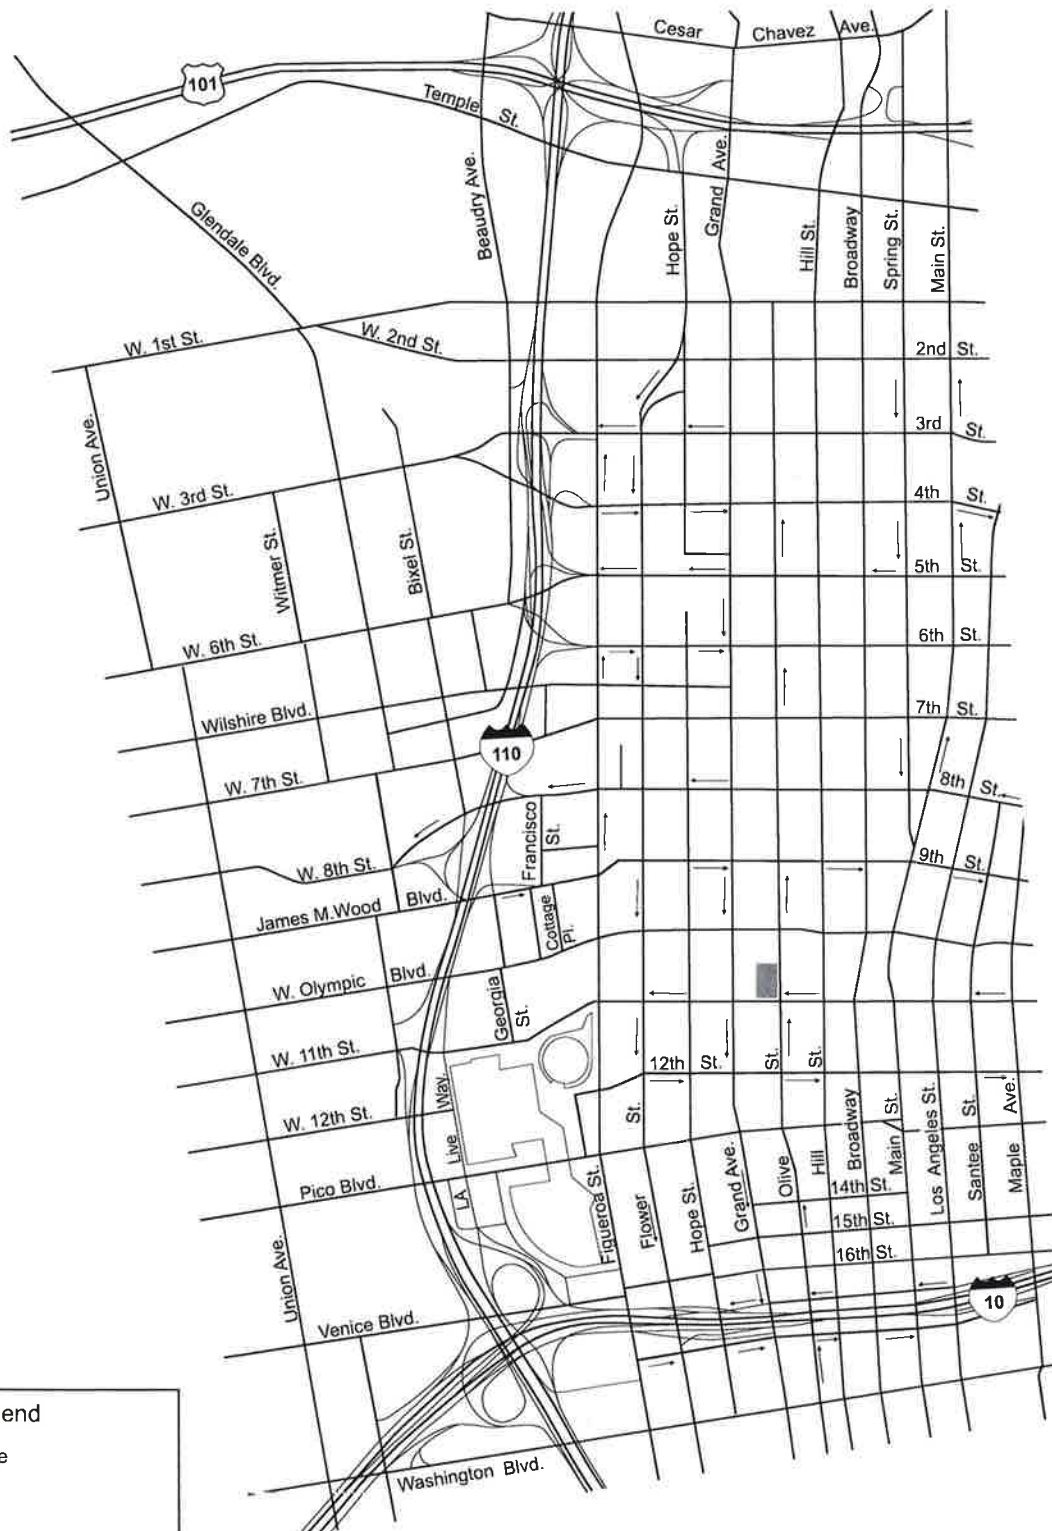 Cesar Chavez Ave.
101
Temple St.
Beaudry Ave.
Glendale Blvd.
Hope St.
Grand Ave.
Hill St.
Broadway
Spring St.
Main St.
W. 1st St.
W. 2nd St.
2nd St.
Union Ave.
3rd St.
W. 3rd St.
4th St.
Witmer St.
Bixel St.
5th St.
W. 6th St.
6th St.
Wilshire Blvd.
7th St.
110
W. 7th St.
8th St.
Francisco St.
W. 8th St.
9th St.
James M.Wood Blvd.
Cottage Pl.
W. Olympic Blvd.
Georgia St.
W. 11th St.
12th St.
St.
St.
LA Live Way.
W. 12th St.
St.
Broadway
Main St.
Los Angeles St.
Santee St.
Maple Ave.
Pico Blvd.
Figueroa St.
Flower
Hope St.
Grand Ave.
Olive
Hill
14th St.
15th St.
16th St.
Union Ave.
10
Venice Blvd.
Washington Blvd.
end
e